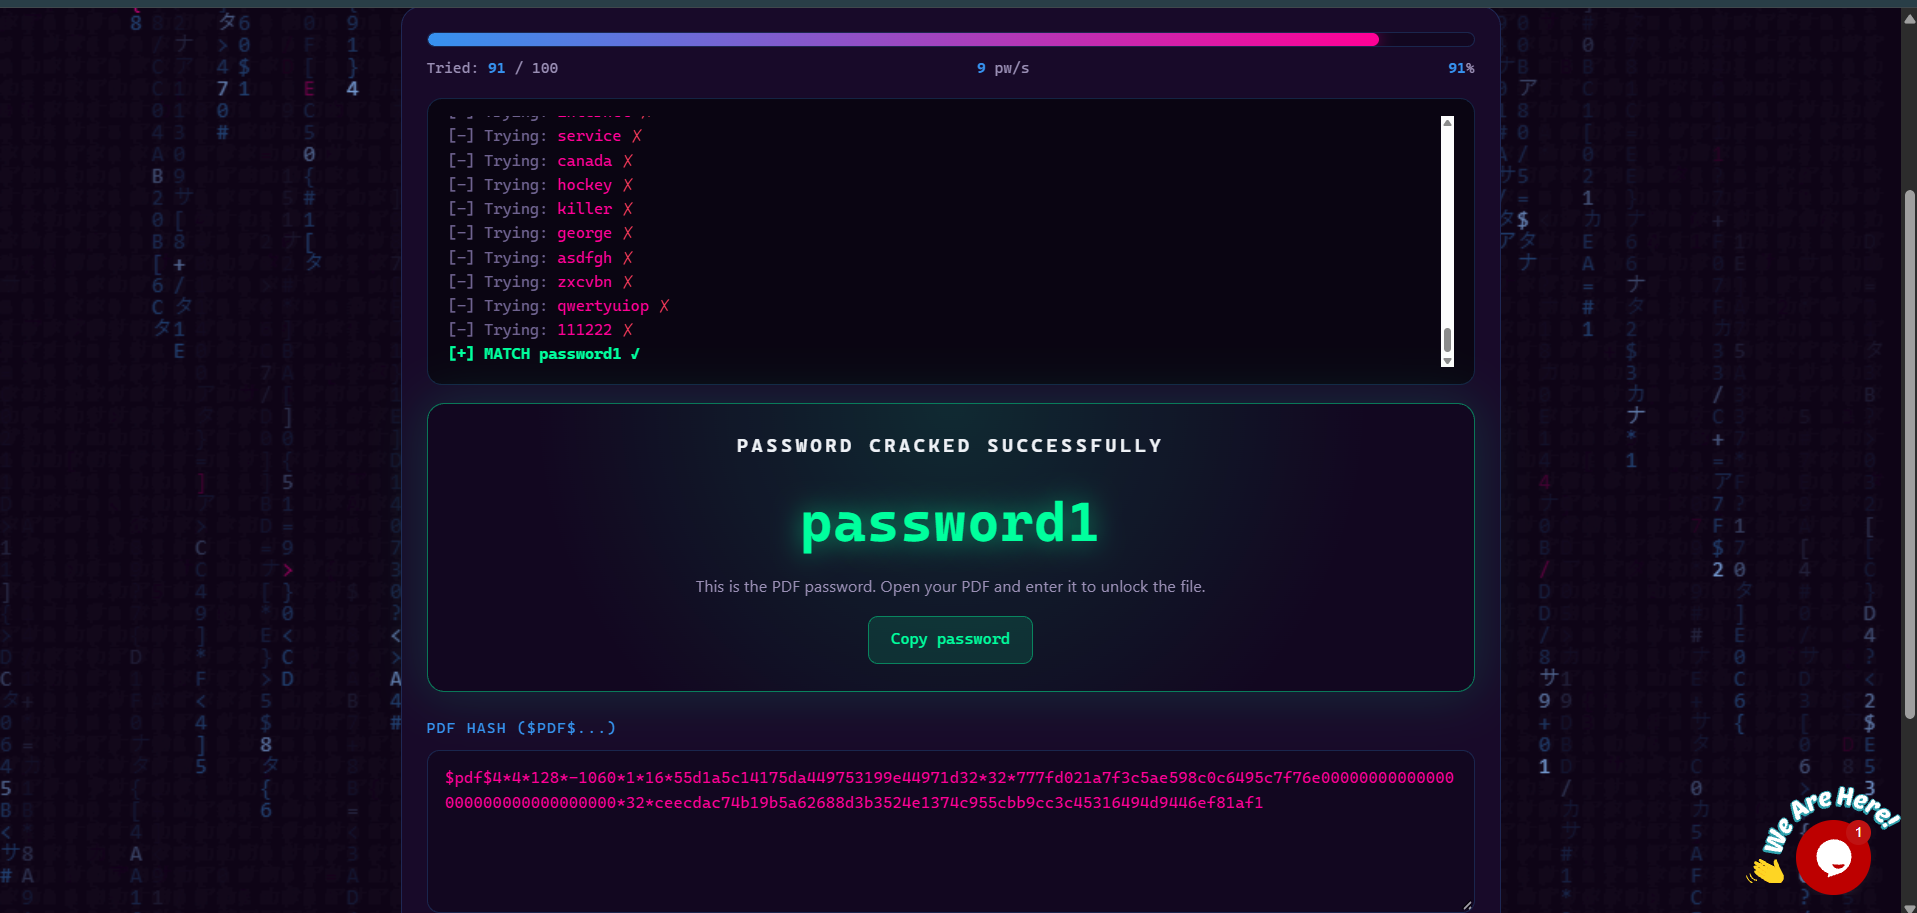 Tried: 91 / 100
9 pw/s
91%
[-] Trying: service ✗
[-] Trying: canada ✗
[-] Trying: hockey ✗
[-] Trying: killer ✗
[-] Trying: george ✗
[-] Trying: asdfgh ✗
[-] Trying: zxcvbn ✗
[-] Trying: qwertyuiop ✗
[-] Trying: 111222 ✗
[+] MATCH password1 ✓
PASSWORD CRACKED SUCCESSFULLY
password1
This is the PDF password. Open your PDF and enter it to unlock the file.
Copy password
PDF HASH ($PDF$...)
$pdf$4*4*128*-1060*1*16*55d1a5c14175da449753199e44971d32*32*777fd021a7f3c5ae598c0c6495c7f76e00000000000000
000000000000000000*32*ceecdac74b19b5a62688d3b3524e1374c955cbb9cc3c45316494d9446ef81af1
We Are Here!
1